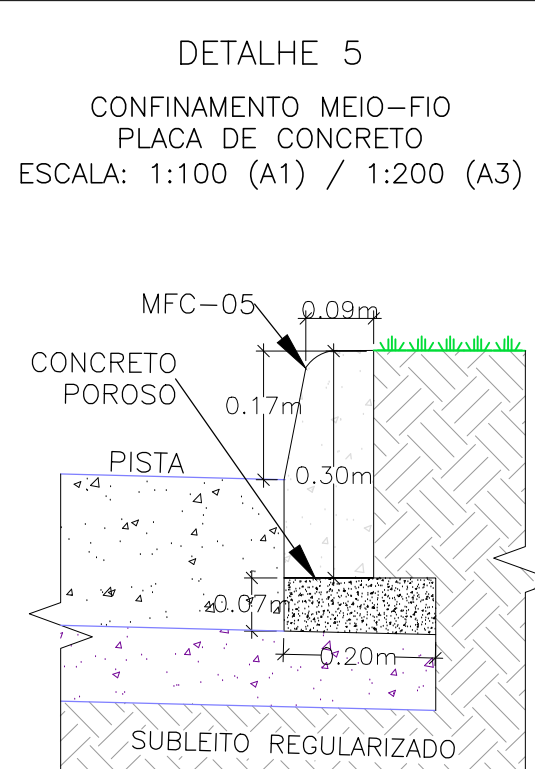 DETALHE 5
CONFINAMENTO MEIO-FIO
PLACA DE CONCRETO
ESCALA: 1:100 (A1) / 1:200 (A3)
MFC-05
0.09m
CONCRETO
POROSO
0.17m
PISTA
0.30m
0.07m
0.20m
SUBLEITO REGULARIZADO